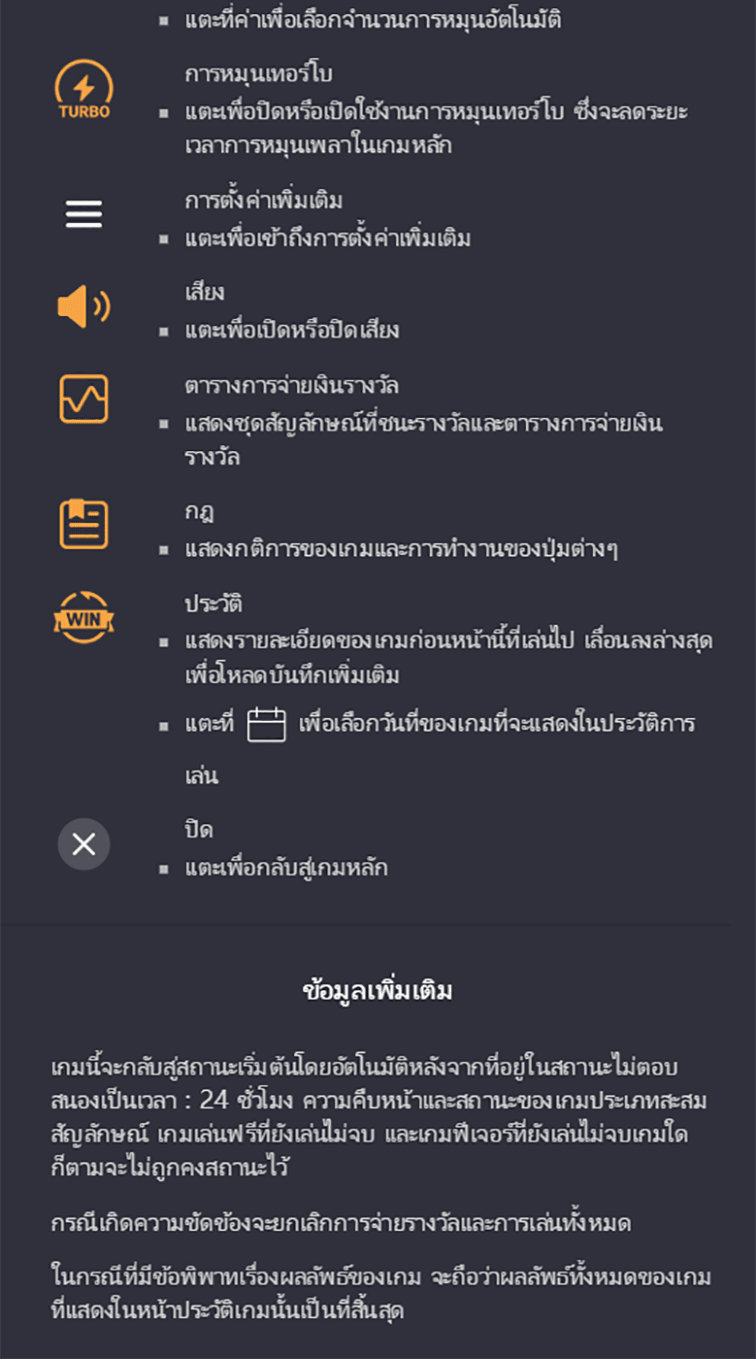 ▪ แตะที่ค่าเพื่อเลือกจำนวนการหมุนอัตโนมัติ
TURBO
การหมุนเทอร์โบ
▪ แตะเพื่อปิดหรือเปิดใช้งานการหมุนเทอร์โบ ซึ่งจะลดระยะ
เวลาการหมุนเพลาในเกมหลัก
การตั้งค่าเพิ่มเติม
▪ แตะเพื่อเข้าถึงการตั้งค่าเพิ่มเติม
เสียง
▪ แตะเพื่อเปิดหรือปิดเสียง
ตารางการจ่ายเงินรางวัล
▪ แสดงชุดสัญลักษณ์ที่ชนะรางวัลและตารางการจ่ายเงิน
รางวัล
กฎ
▪ แสดงกติการของเกมและการทำงานของปุ่มต่างๆ
WIN
ประวัติ
▪ แสดงรายละเอียดของเกมก่อนหน้านี้ที่เล่นไป เลื่อนลงล่างสุด
เพื่อโหลดบันทึกเพิ่มเติม
▪ แตะที่ เพื่อเลือกวันที่ของเกมที่จะแสดงในประวัติการ
เล่น
ปิด
▪ แตะเพื่อกลับสู่เกมหลัก
ข้อมูลเพิ่มเติม
เกมนี้จะกลับสู่สถานะเริ่มต้นโดยอัตโนมัติหลังจากที่อยู่ในสถานะไม่ตอบ
สนองเป็นเวลา : 24 ชั่วโมง ความคืบหน้าและสถานะของเกมประเภทสะสม
สัญลักษณ์ เกมเล่นฟรีที่ยังเล่นไม่จบ และเกมฟีเจอร์ที่ยังเล่นไม่จบเกมใด
ก็ตามจะไม่ถูกคงสถานะไว้
กรณีเกิดความขัดข้องจะยกเลิกการจ่ายรางวัลและการเล่นทั้งหมด
ในกรณีที่มีข้อพิพาทเรื่องผลลัพธ์ของเกม จะถือว่าผลลัพธ์ทั้งหมดของเกม
ที่แสดงในหน้าประวัติเกมนั้นเป็นที่สิ้นสุด